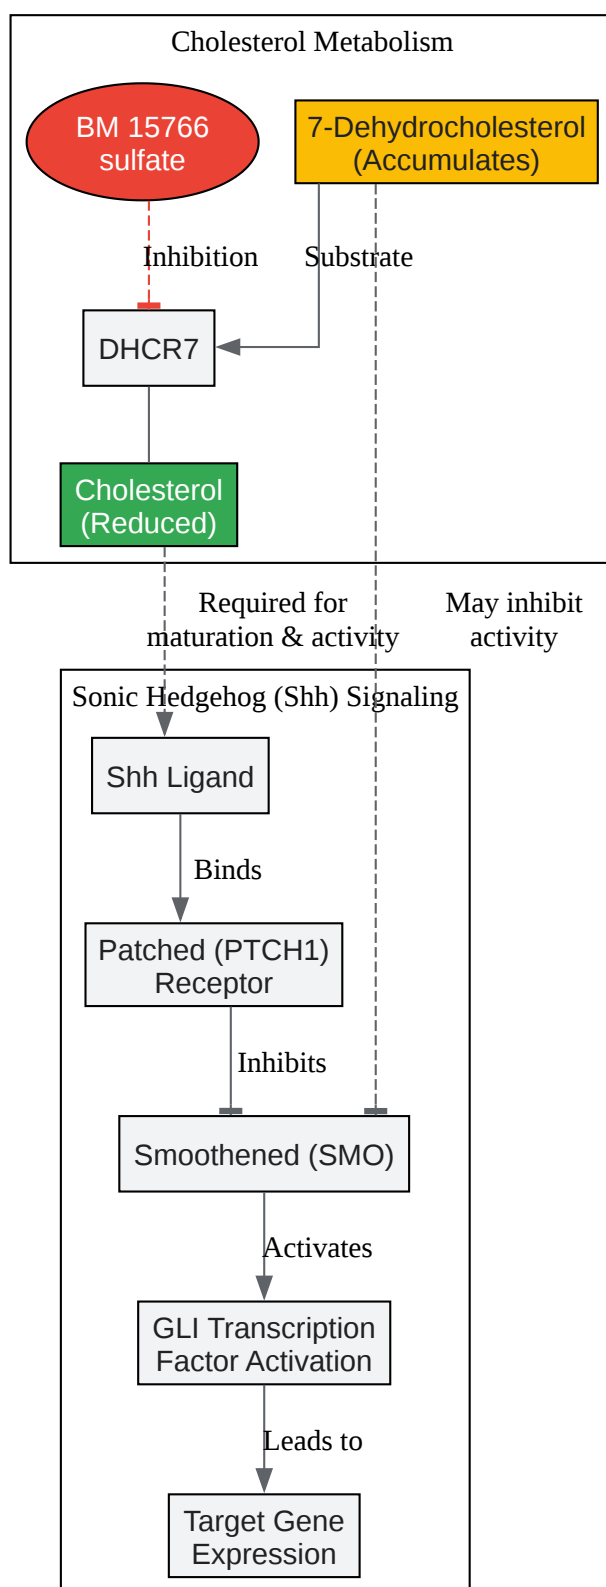 Cholesterol Metabolism
BM 15766
sulfate
7-Dehydrocholesterol
(Accumulates)
Inhibition
Substrate
DHCR7
Cholesterol
(Reduced)
Required for
maturation & activity
May inhibit
activity
Sonic Hedgehog (Shh) Signaling
Shh Ligand
Binds
Patched (PTCH1)
Receptor
Inhibits
Smoothened (SMO)
Activates
GLI Transcription
Factor Activation
Leads to
Target Gene
Expression